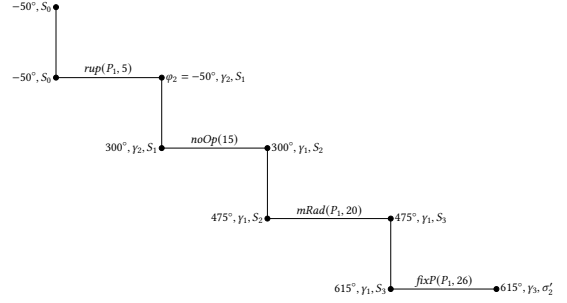 −50°, S₀
−50°, S₀ rup(P₁, 5) φ₂ = −50°, γ₂, S₁
300°, γ₂, S₁ noOp(15) 300°, γ₁, S₂
475°, γ₁, S₂ mRad(P₁, 20) 475°, γ₁, S₃
615°, γ₁, S₃ fixP(P₁, 26) 615°, γ₃, σ′₂